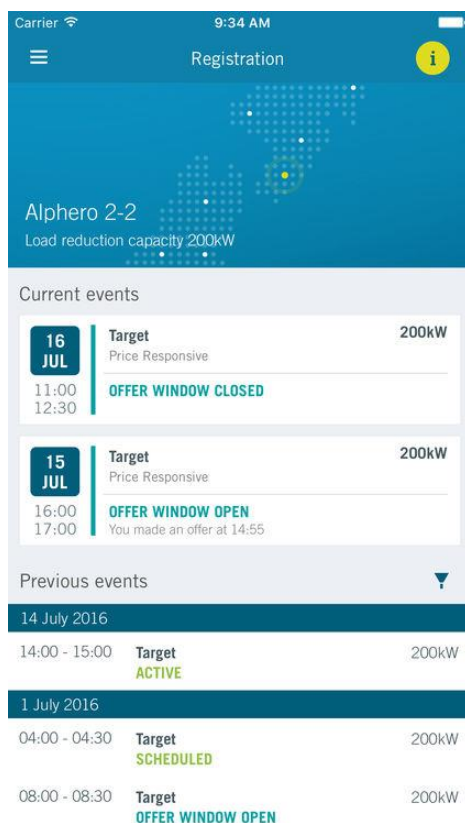 Carrier 9:34 AM
Registration i
Alphero 2-2
Load reduction capacity 200kW
Current events
16 JUL
11:00
12:30
Target 200kW
Price Responsive
OFFER WINDOW CLOSED
15 JUL
16:00
17:00
Target 200kW
Price Responsive
OFFER WINDOW OPEN
You made an offer at 14:55
Previous events
14 July 2016
14:00 - 15:00 Target 200kW
ACTIVE
1 July 2016
04:00 - 04:30 Target 200kW
SCHEDULED
08:00 - 08:30 Target 200kW
OFFER WINDOW OPEN